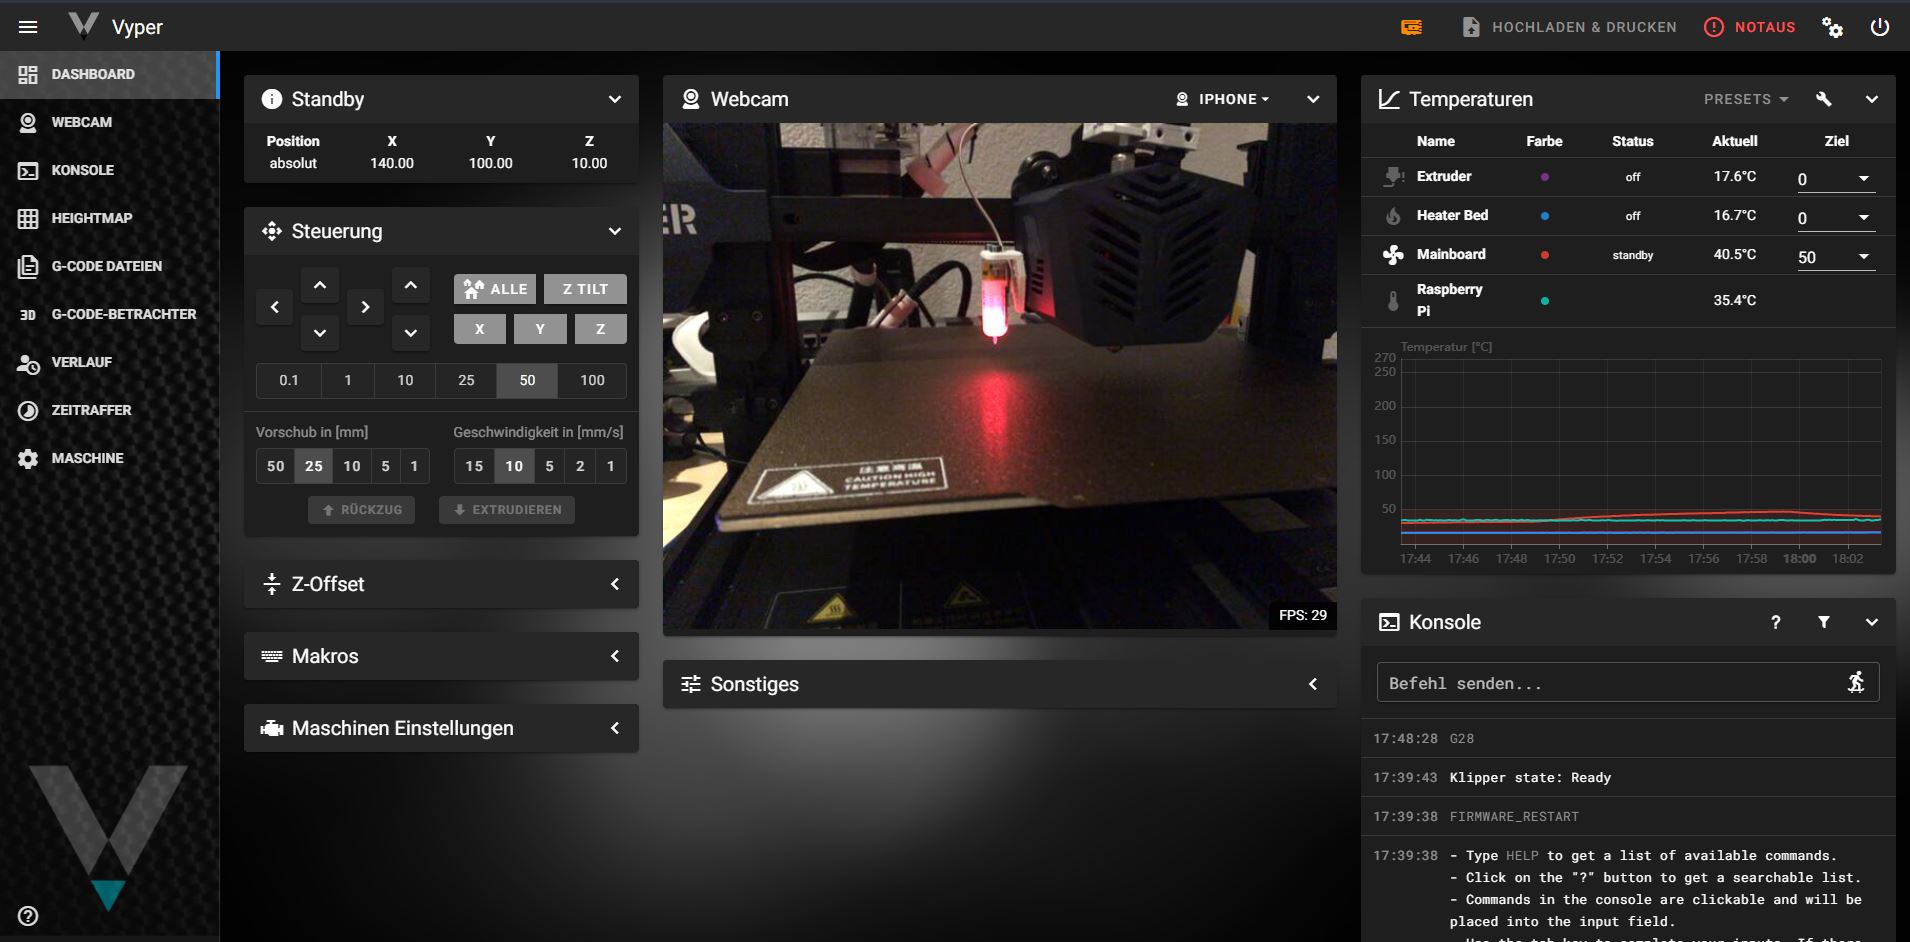 Vyper
HOCHLADEN & DRUCKEN
NOTAUS
DASHBOARD
WEBCAM
KONSOLE
HEIGHTMAP
G-CODE DATEIEN
3D G-CODE-BETRACHTER
VERLAUF
ZEITRAFFER
MASCHINE
Standby
Position X Y Z
absolut 140.00 100.00 10.00
Steuerung
ALLE Z TILT
X Y Z
0.1 1 10 25 50 100
Vorschub in [mm] Geschwindigkeit in [mm/s]
50 25 10 5 1 15 10 5 2 1
RÜCKZUG EXTRUDIEREN
Z-Offset
Makros
Maschinen Einstellungen
Webcam IPHONE
ER
注意高温
CAUTION HIGH
TEMPERATURE
FPS: 29
Sonstiges
Temperaturen PRESETS
Name Farbe Status Aktuell Ziel
Extruder off 17.6°C 0
Heater Bed off 16.7°C 0
Mainboard standby 40.5°C 50
Raspberry
Pi 35.4°C
Temperatur [°C]
270
250
200
150
100
50
17:44 17:46 17:48 17:50 17:52 17:54 17:56 17:58 18:00 18:02
Konsole ?
Befehl senden...
17:48:28 G28
17:39:43 Klipper state: Ready
17:39:38 FIRMWARE_RESTART
17:39:38 - Type HELP to get a list of available commands.
- Click on the "?" button to get a searchable list.
- Commands in the console are clickable and will be
placed into the input field.